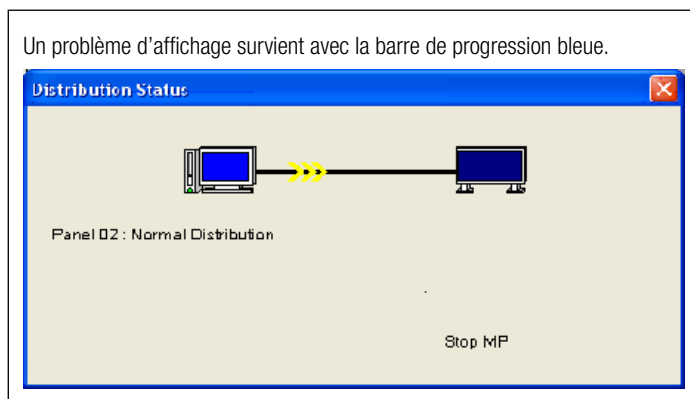 Un problème d’affichage survient avec la barre de progression bleue.
Distribution Status
Panel 02 : Normal Distribution
Stop MP